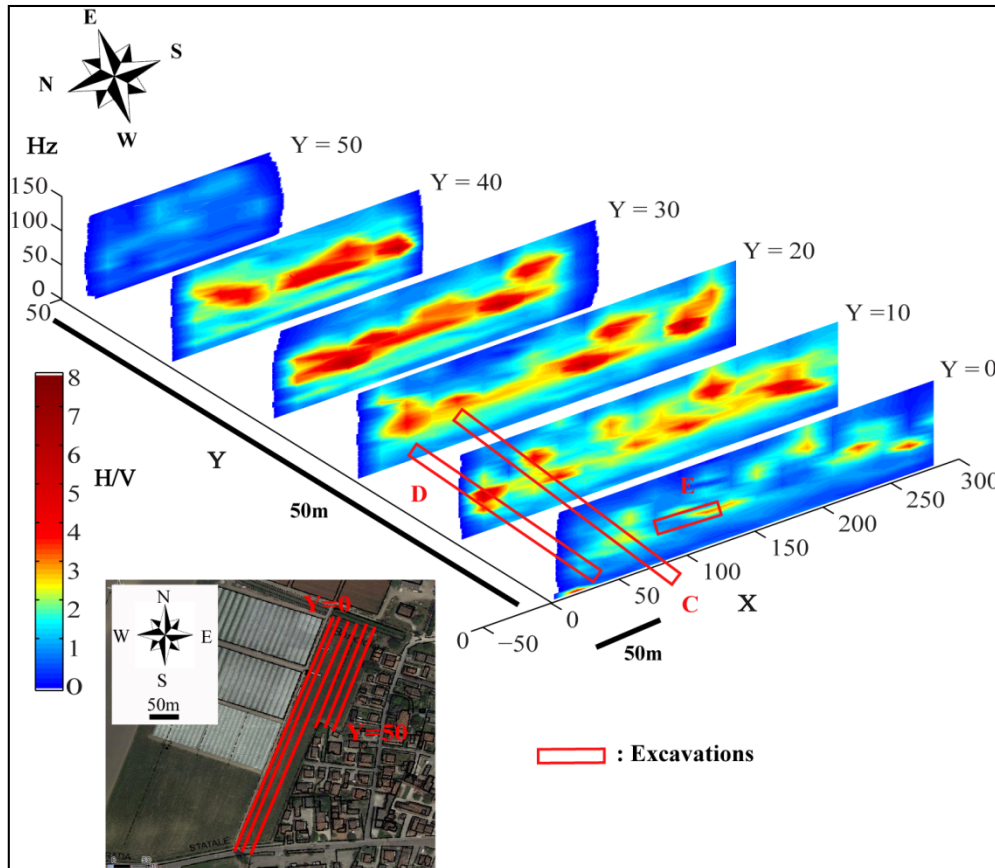 E
S
N
W
Hz
150
100
50
0
50
Y = 50
Y = 40
Y = 30
Y = 20
Y =10
Y = 0
8
7
6
5
4
3
2
1
O
H/V
Y
50m
D
E
C
300
250
200
150
100
50
0
−50
0
X
50m
N
W
E
S
50m
Y=0
Y=50
STATALE
: Excavations